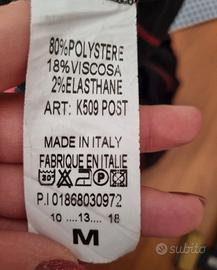 80%POLYSTERE
18%VISCOSA
2%ELASTHANE
ART: K509 POST
MADE IN ITALY
FABRIQUE EN ITALIE
30°
P.I 01868030972
10 ....13.... 18
M
subito